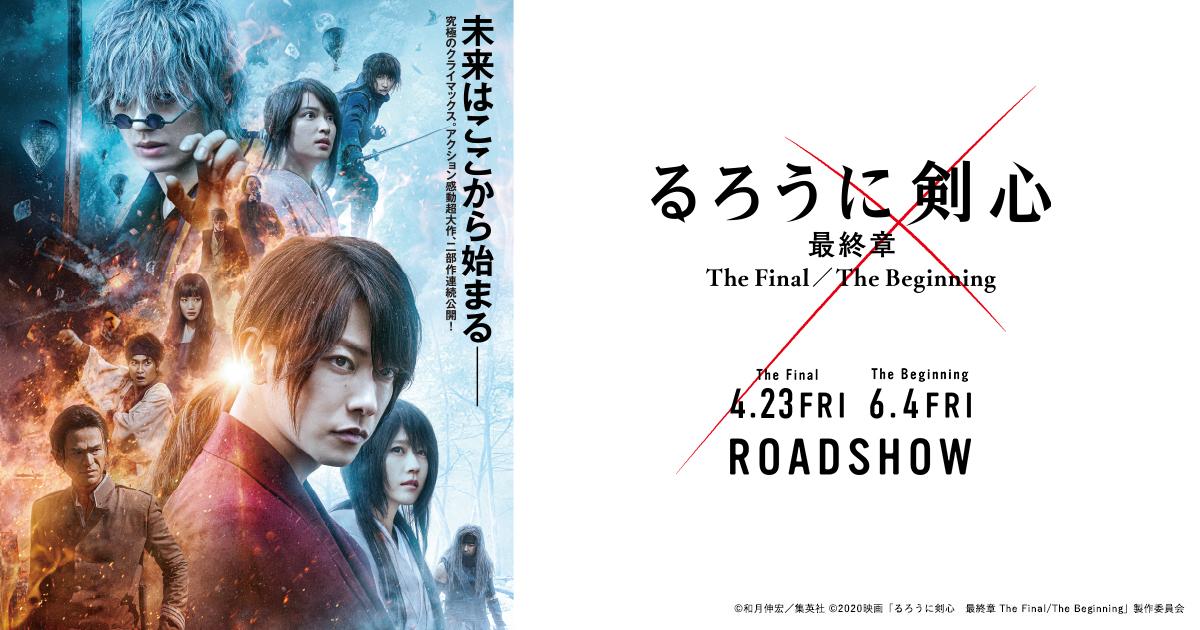 未来はここから始まる――
究極のクライマックス。アクション感動超大作、二部作連続公開!
るろうに剣心
最終章
The Final/The Beginning
The Final
4.23FRI
The Beginning
6.4FRI
ROADSHOW
©和月伸宏/集英社 ©2020映画「るろうに剣心 最終章 The Final/The Beginning」製作委員会